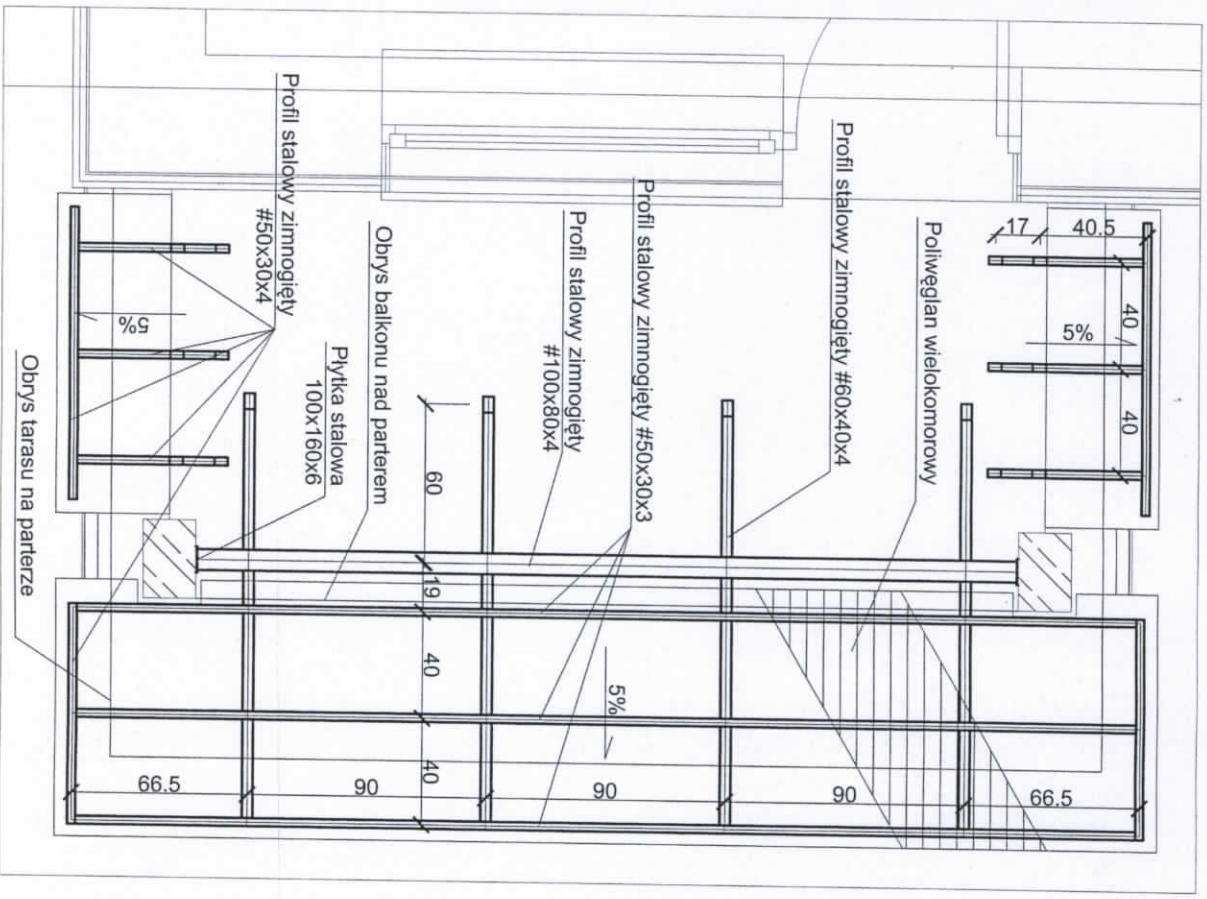 Profil stalowy zimnogięty
#50x30x4
Profil stalowy zimnogięty #60x40x4
Poliwęglan wielokomorowy
Profil stalowy zimnogięty #50x30x3
Profil stalowy zimnogięty
#100x80x4
Obrys balkonu nad parterem
Płytka stalowa
100x160x6
Obrys tarasu na parterze
17
40.5
40
40
5%
5%
60
19
40
40
5%
66.5
90
90
90
66.5